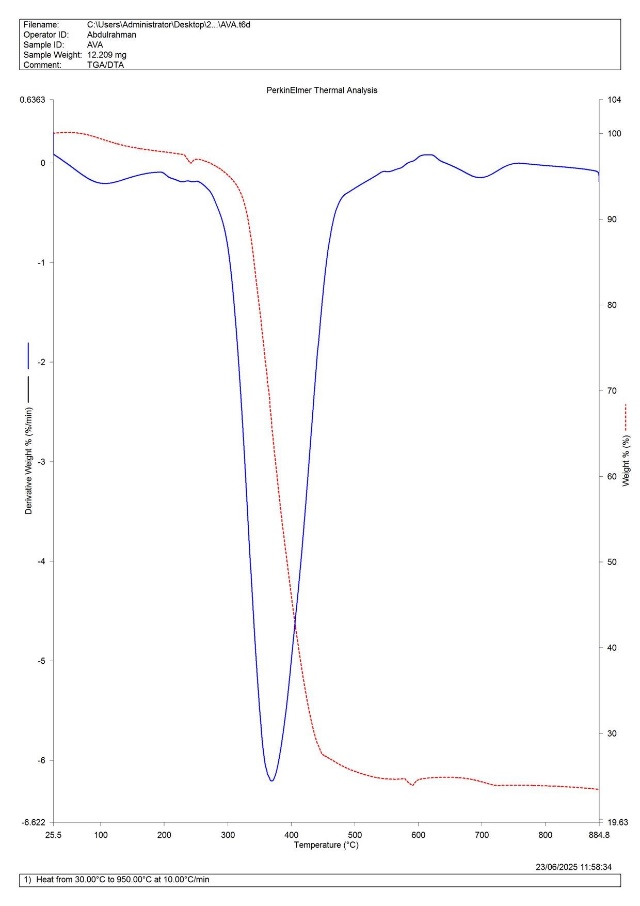 Filename: C:\Users\Administrator\Desktop\2...\AVA.t6d
Operator ID: Abdulrahman
Sample ID: AVA
Sample Weight: 12.209 mg
Comment: TGA/DTA
PerkinElmer Thermal Analysis
0.6363
0
-1
-2
-3
-4
-5
-6
-6.622
Derivative Weight % (%/min)
104
100
90
80
70
60
50
40
30
19.63
Weight % (%)
25.5 100 200 300 400 500 600 700 800 884.8
Temperature (°C)
23/06/2025 11:58:34
1) Heat from 30.00°C to 950.00°C at 10.00°C/min